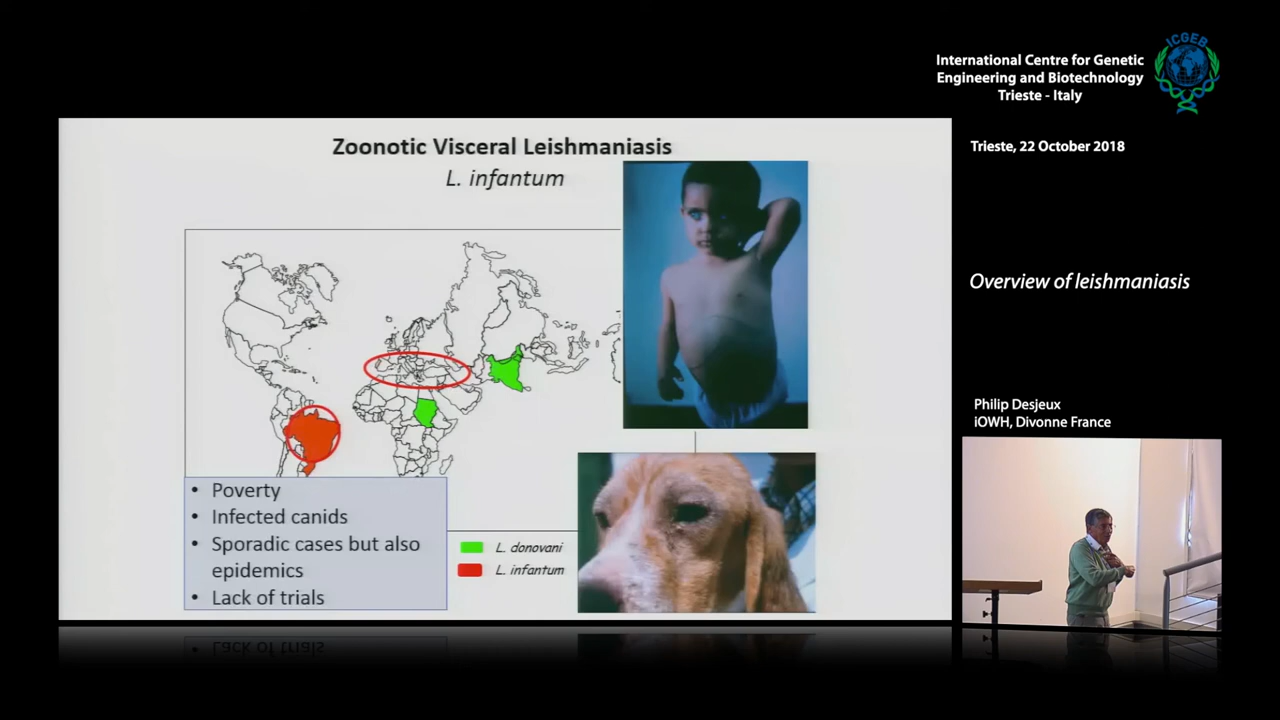 ICGEB
International Centre for Genetic
Engineering and Biotechnology
Trieste - Italy
Trieste, 22 October 2018
Overview of leishmaniasis
Philip Desjeux
iOWH, Divonne France
Zoonotic Visceral Leishmaniasis
L. infantum
• Poverty
• Infected canids
• Sporadic cases but also
epidemics
• Lack of trials
L. donovani
L. infantum